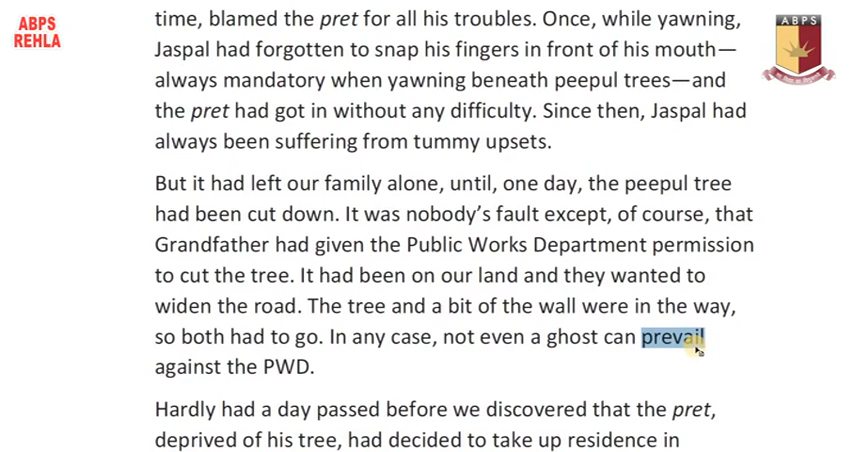 ABPS
REHLA
ABPS
time, blamed the pret for all his troubles. Once, while yawning,
Jaspal had forgotten to snap his fingers in front of his mouth—
always mandatory when yawning beneath peepul trees—and
the pret had got in without any difficulty. Since then, Jaspal had
always been suffering from tummy upsets.
But it had left our family alone, until, one day, the peepul tree
had been cut down. It was nobody’s fault except, of course, that
Grandfather had given the Public Works Department permission
to cut the tree. It had been on our land and they wanted to
widen the road. The tree and a bit of the wall were in the way,
so both had to go. In any case, not even a ghost can prevail
against the PWD.
Hardly had a day passed before we discovered that the pret,
deprived of his tree, had decided to take up residence in